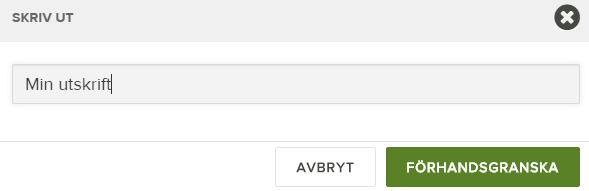 SKRIV UT
Min utskrift
AVBRYT
FÖRHANDSGRANSKA